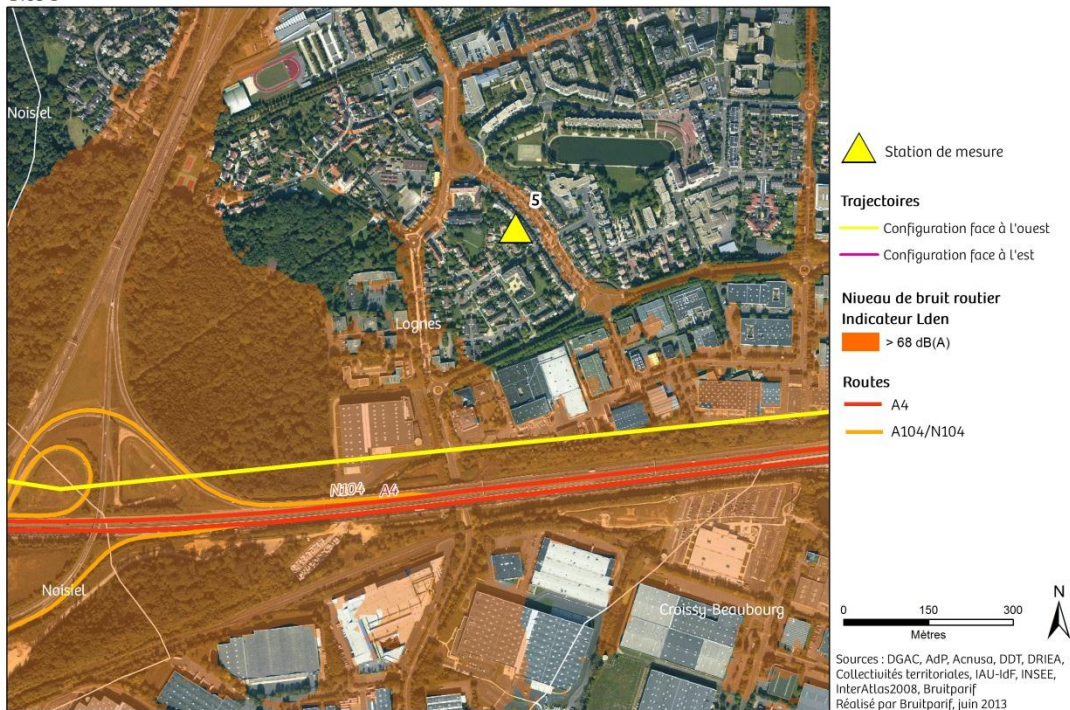 Noisiel
5
Lognes
N104
A4
Noisiel
Croissy-Beaubourg
Station de mesure
Trajectoires
Configuration face à l'ouest
Configuration face à l'est
Niveau de bruit routier
Indicateur Lden
> 68 dB(A)
Routes
A4
A104/N104
N
0 150 300
Mètres
Sources : DGAC, AdP, Acnusa, DDT, DRIEA,
Collectivités territoriales, IAU-IdF, INSEE,
InterAtlas2008, Bruitparif
Réalisé par Bruitparif, juin 2013